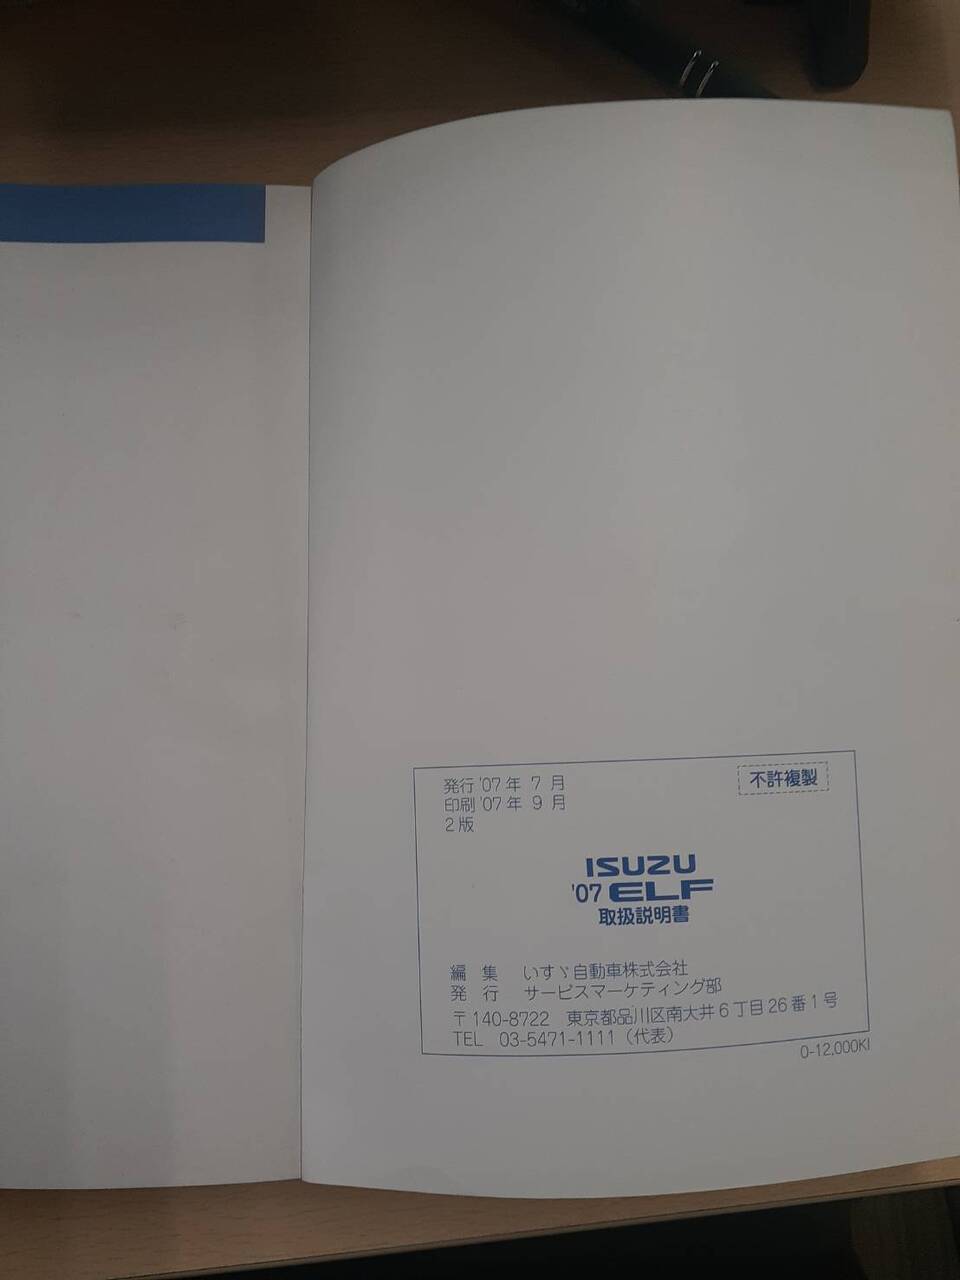 発行 '07 年 7 月
不許複製
印刷 '07 年 9 月
2 版
ISUZU
'07 ELF
取扱説明書
編 集 いすゞ自動車株式会社
発 行 サービスマーケティング部
〒140-8722 東京都品川区南大井 6 丁目 26 番 1 号
TEL 03-5471-1111（代表）
0-12,000KI